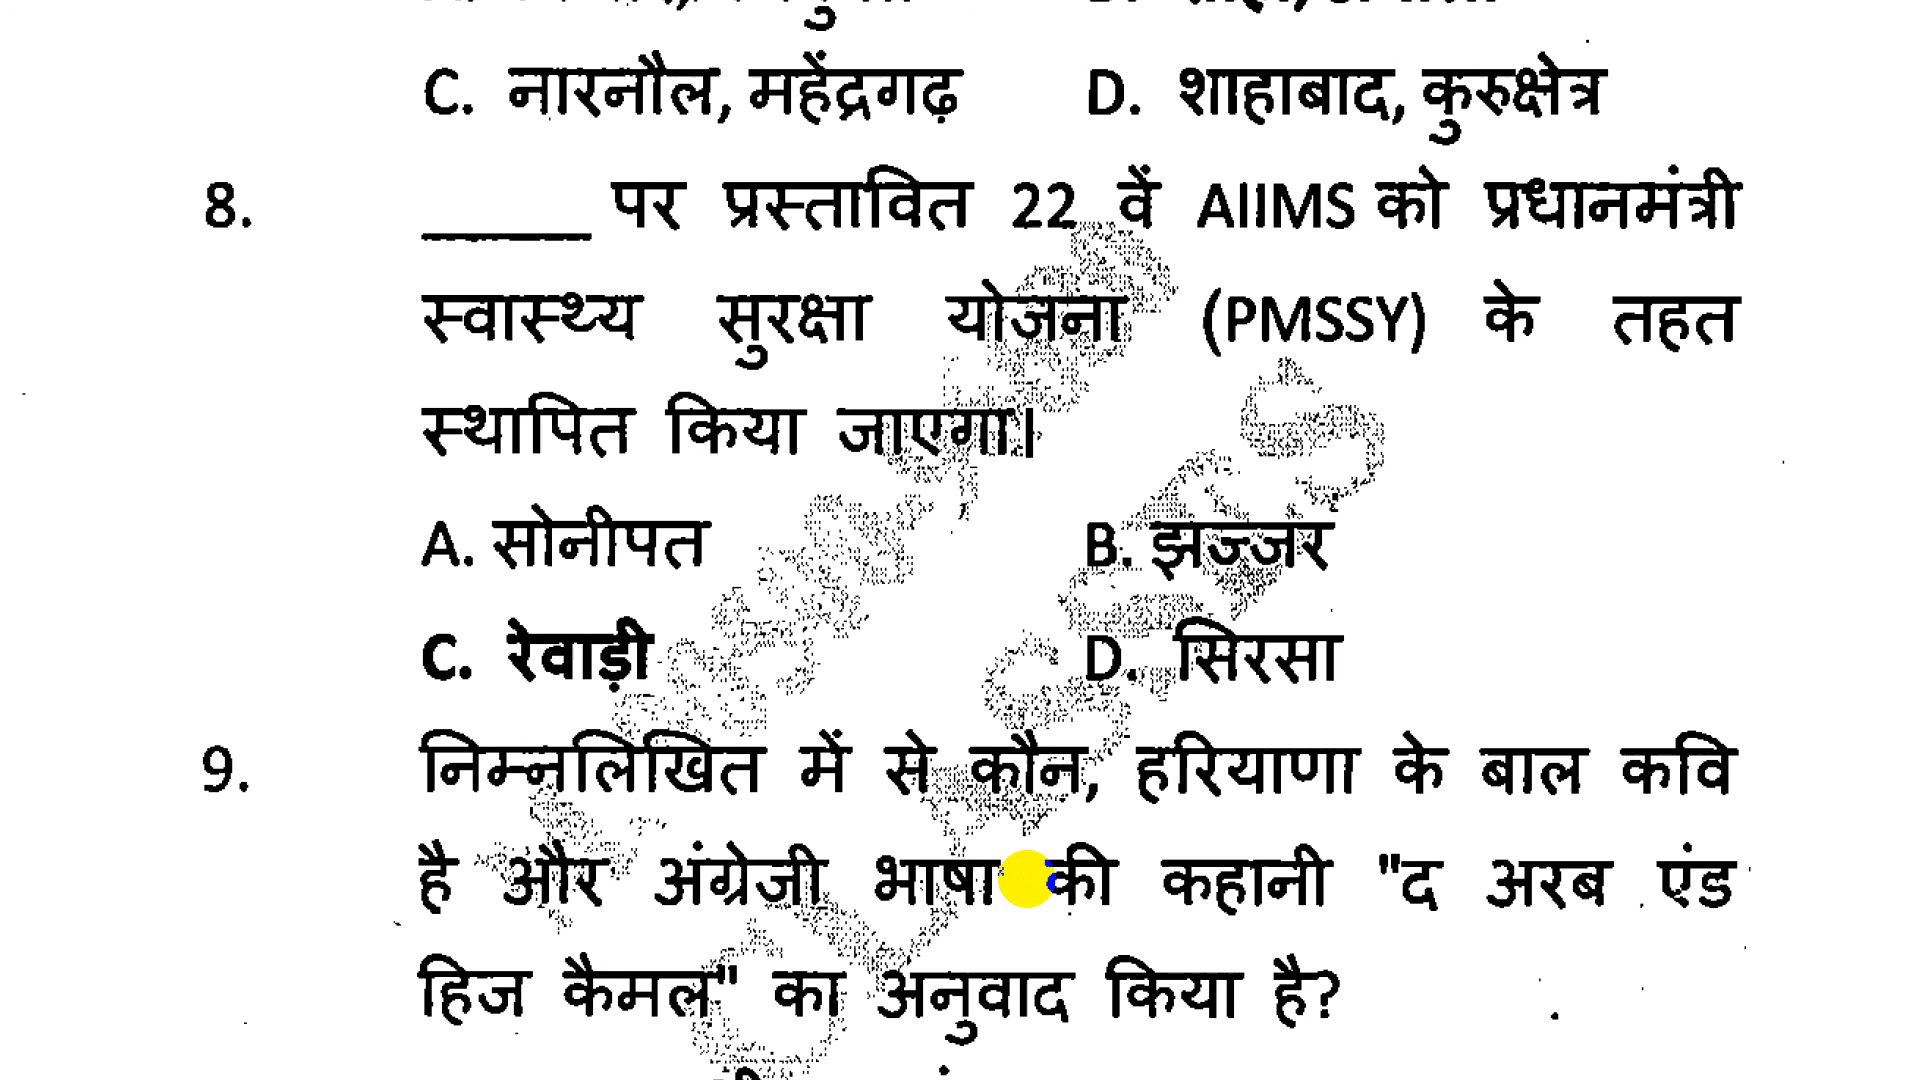 C. नारनौल, महेंद्रगढ़ D. शाहाबाद, कुरुक्षेत्र
8. _____ पर प्रस्तावित 22 वें AIIMS को प्रधानमंत्री
स्वास्थ्य सुरक्षा योजना (PMSSY) के तहत
स्थापित किया जाएगा।
A. सोनीपत B. झज्जर
C. रेवाड़ी D. सिरसा
9. निम्नलिखित में से कौन, हरियाणा के बाल कवि
है और अंग्रेजी भाषा की कहानी "द अरब एंड
हिज कैमल" का अनुवाद किया है?